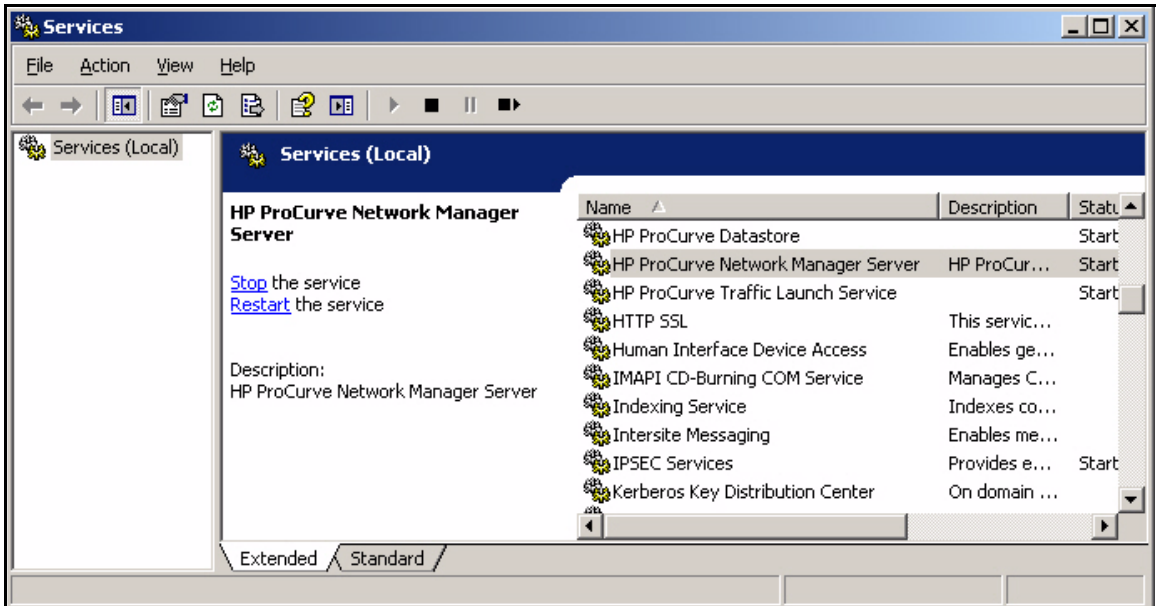 Services
File Action View Help
Services (Local)
Services (Local)
HP ProCurve Network Manager
Server
Stop the service
Restart the service
Description:
HP ProCurve Network Manager Server
Name Description Statu
HP ProCurve Datastore Start
HP ProCurve Network Manager Server HP ProCur... Start
HP ProCurve Traffic Launch Service Start
HTTP SSL This servic...
Human Interface Device Access Enables ge...
IMAPI CD-Burning COM Service Manages C...
Indexing Service Indexes co...
Intersite Messaging Enables me...
IPSEC Services Provides e... Start
Kerberos Key Distribution Center On domain ...
Extended Standard